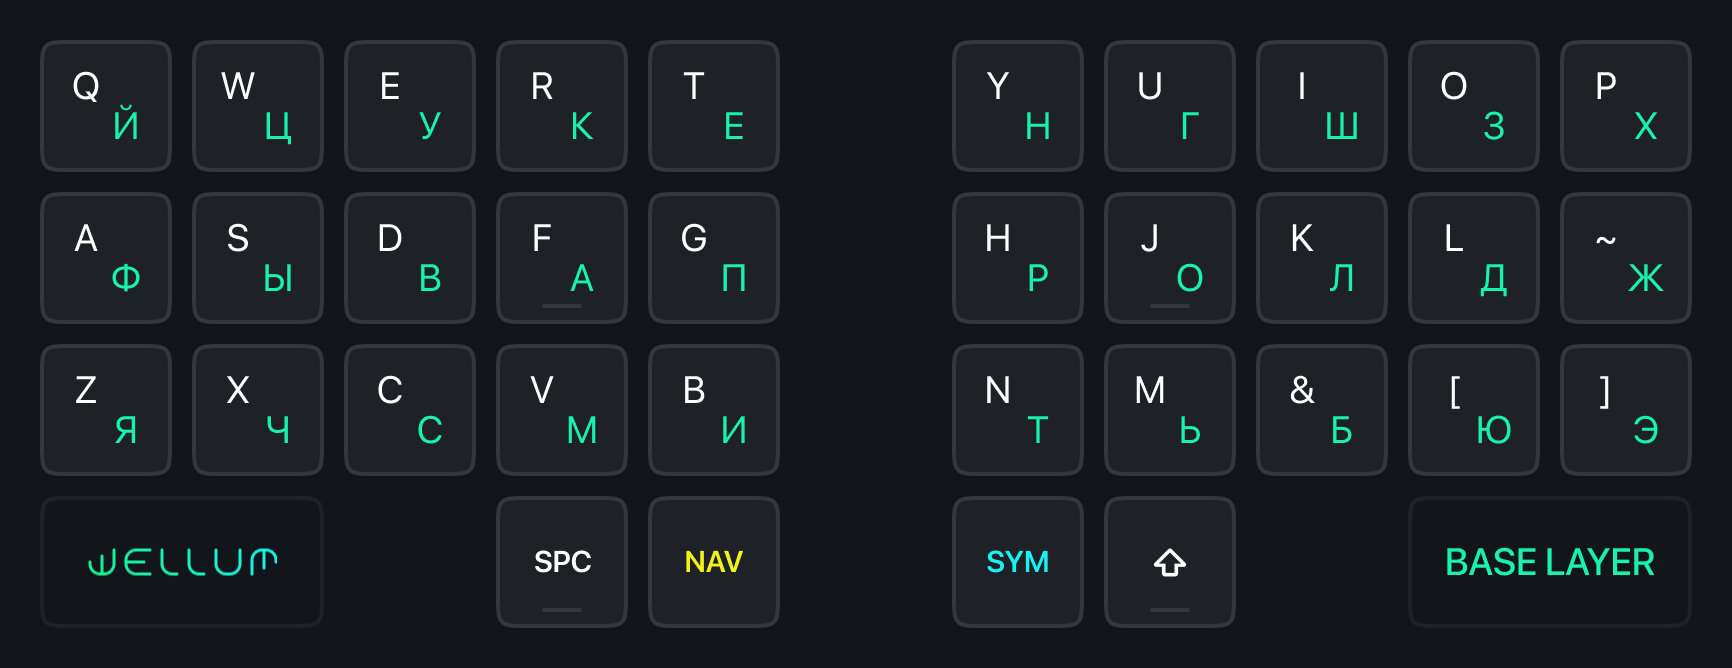 Q W E R T Y U I O P
Й Ц У К Е Н Г Ш З Х
A S D F G H J K L ~
Ф Ы В А П Р О Л Д Ж
Z X C V B N M & [ ]
Я Ч С М И Т Ь Б Ю Э
WELLUM SPC NAV SYM BASE LAYER